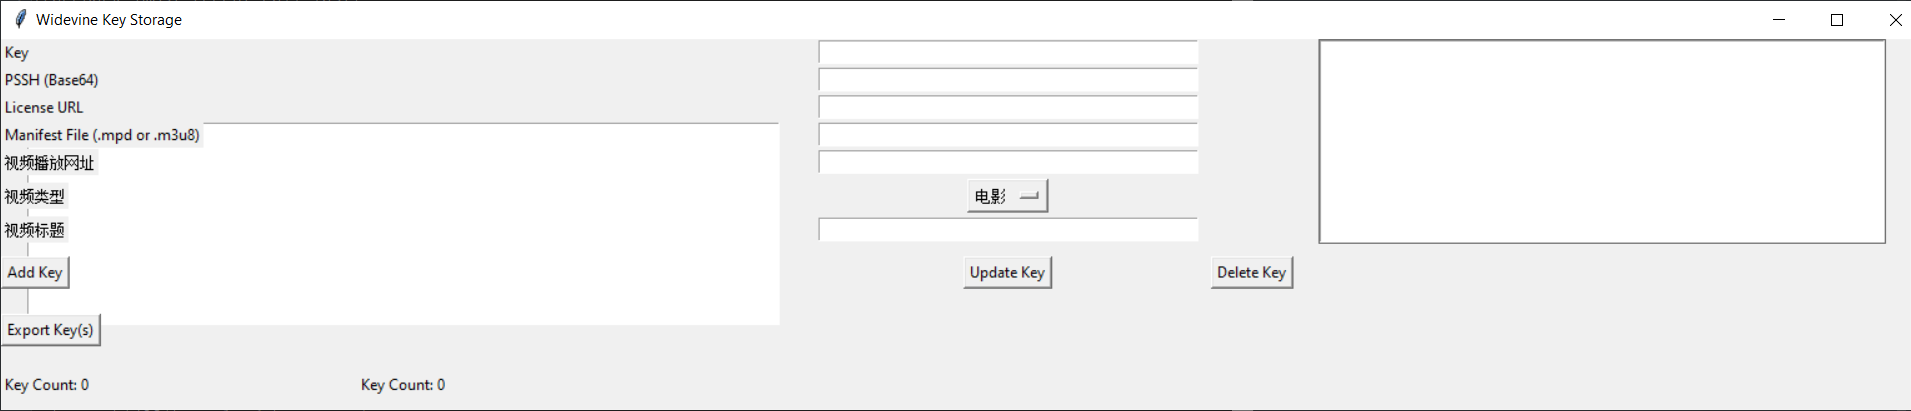 Widevine Key Storage
Key
PSSH (Base64)
License URL
Manifest File (.mpd or .m3u8)
视频播放网址
视频类型
电影
视频标题
Add Key
Update Key
Delete Key
Export Key(s)
Key Count: 0
Key Count: 0